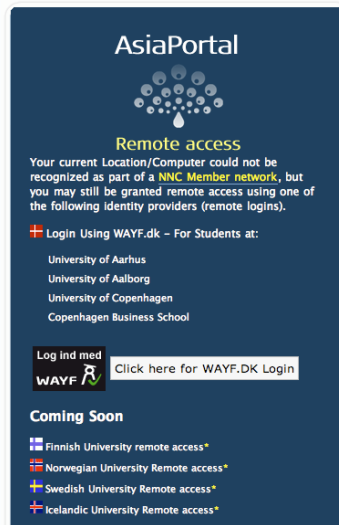 AsiaPortal
Remote access
Your current Location/Computer could not be
recognized as part of a NNC Member network, but
you may still be granted remote access using one of
the following identity providers (remote logins).
Login Using WAYF.dk – For Students at:
University of Aarhus
University of Aalborg
University of Copenhagen
Copenhagen Business School
Log ind med
WAYF
Click here for WAYF.DK Login
Coming Soon
Finnish University remote access*
Norwegian University Remote access*
Swedish University Remote access*
Icelandic University Remote access*